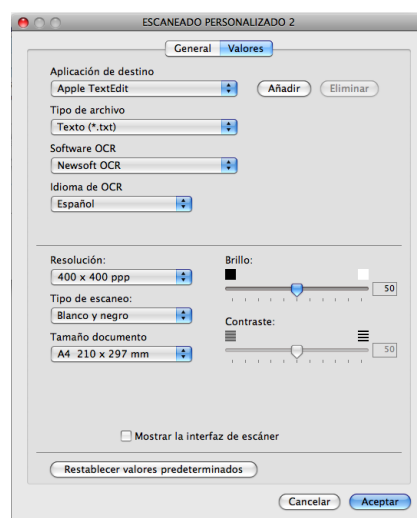 ESCANEADO PERSONALIZADO 2
General Valores
Aplicación de destino
Apple TextEdit Añadir Eliminar
Tipo de archivo
Texto (*.txt)
Software OCR
Newsoft OCR
Idioma de OCR
Español
Resolución: Brillo:
400 x 400 ppp 50
Tipo de escaneo:
Blanco y negro Contraste:
Tamaño documento
A4 210 x 297 mm 50
Mostrar la interfaz de escáner
Restablecer valores predeterminados
Cancelar Aceptar